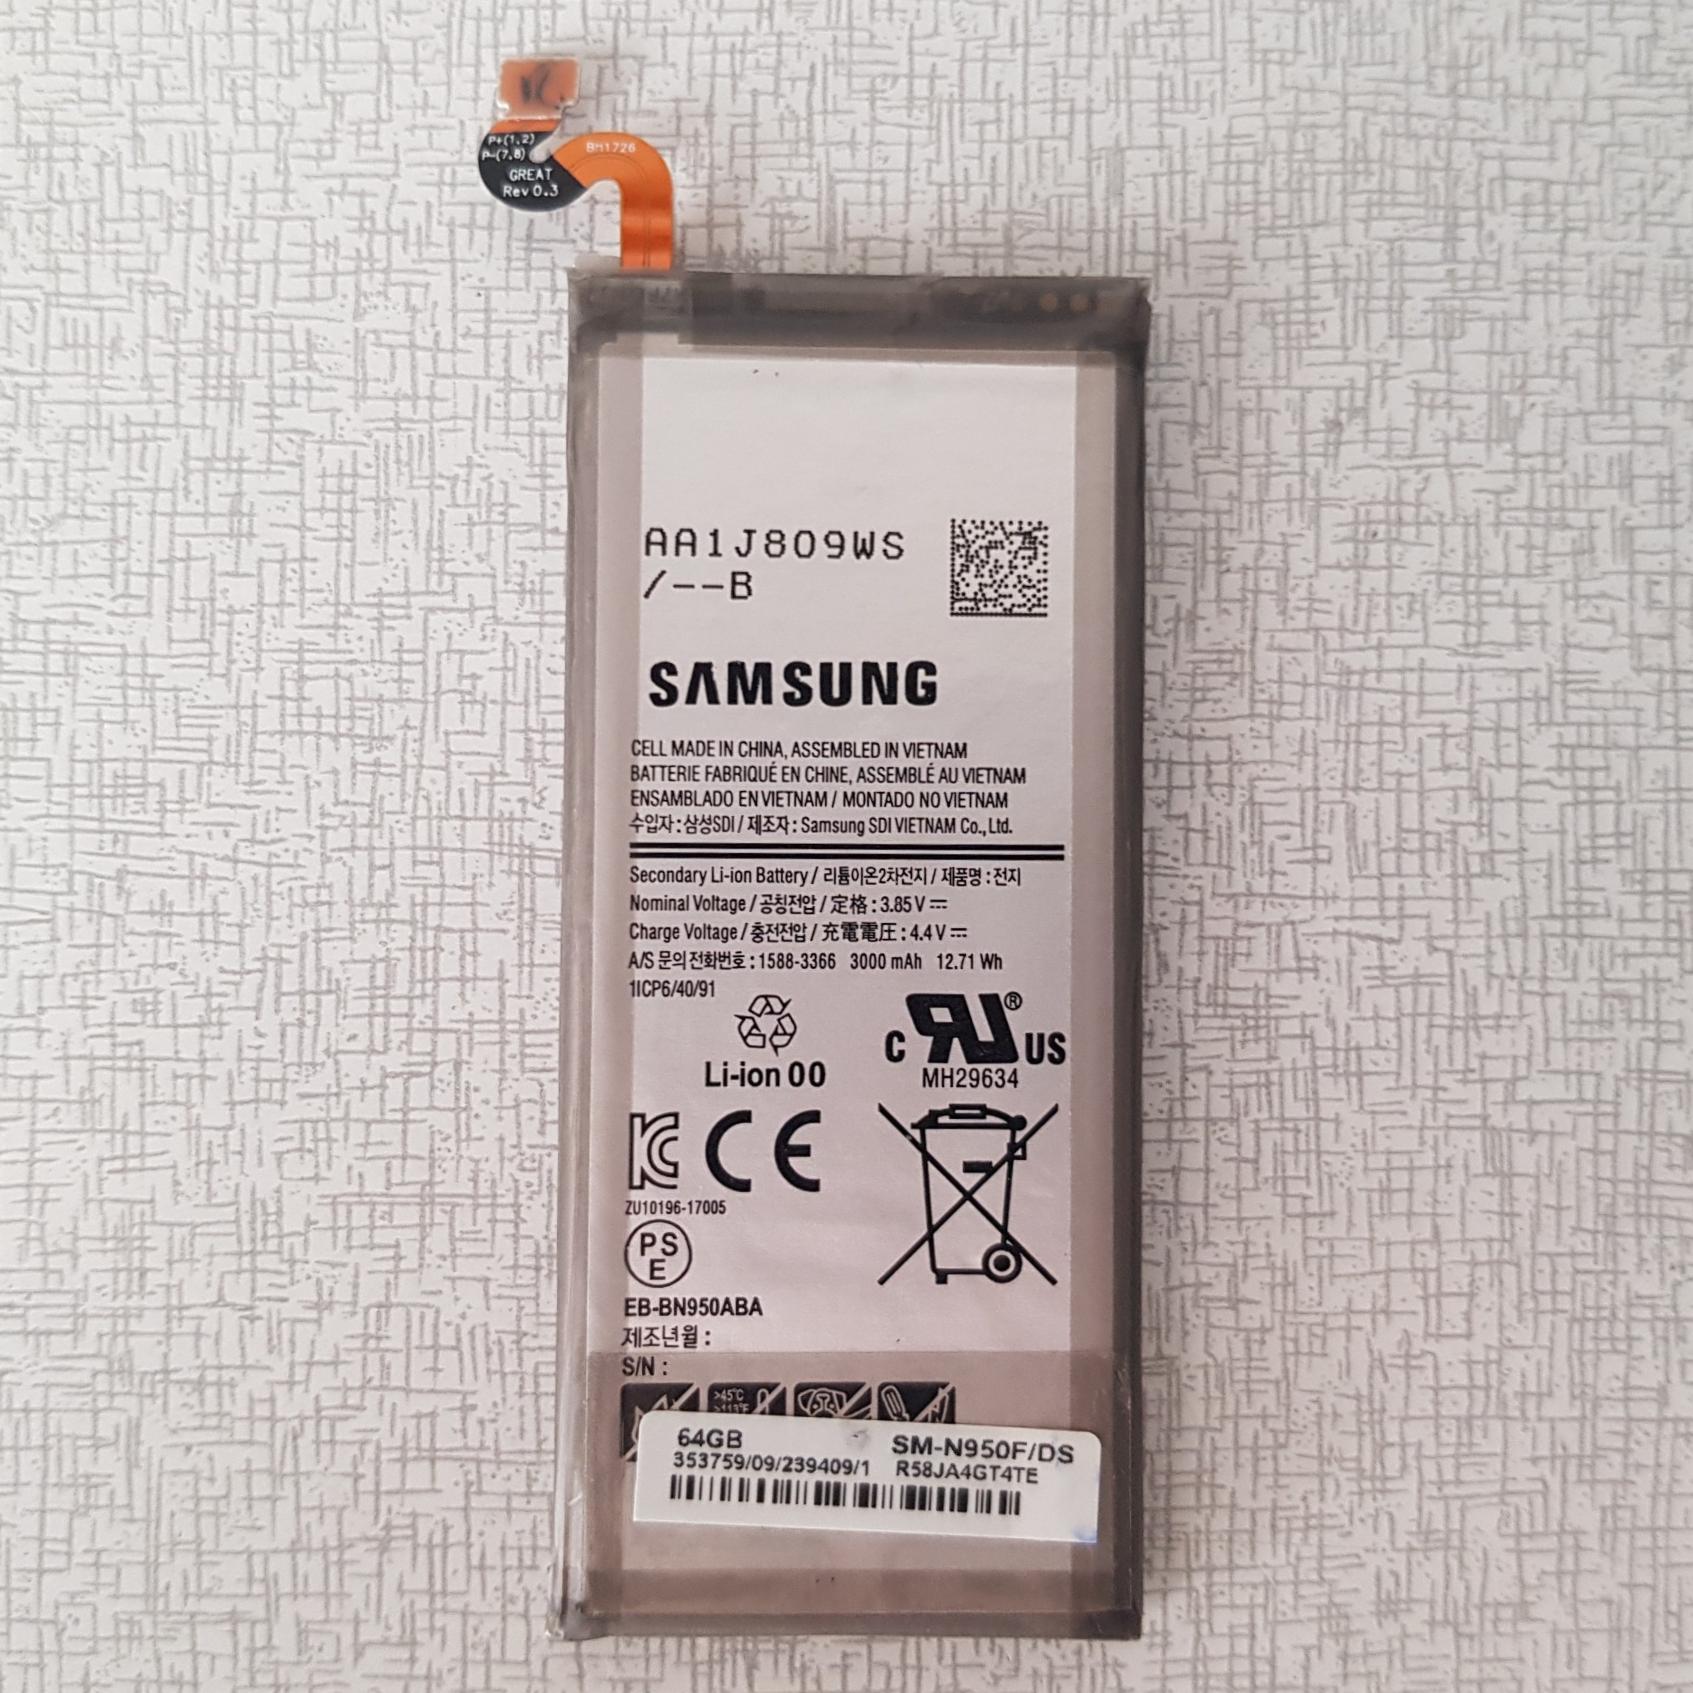 P+(1,2)
P-(7,8)
GREAT
Rev 0.3
BH1726
AA1J809WS
/--B
SAMSUNG
CELL MADE IN CHINA, ASSEMBLED IN VIETNAM
BATTERIE FABRIQUÉ EN CHINE, ASSEMBLÉ AU VIETNAM
ENSAMBLADO EN VIETNAM / MONTADO NO VIETNAM
수입자 : 삼성SDI / 제조자 : Samsung SDI VIETNAM Co., Ltd.
Secondary Li-ion Battery / 리튬이온2차전지 / 제품명 : 전지
Nominal Voltage / 공칭전압 / 定格 : 3.85 V
Charge Voltage / 충전전압 / 充電電圧 : 4.4 V
A/S 문의 전화번호 : 1588-3366 3000 mAh 12.71 Wh
1ICP6/40/91
Li-ion 00
C RU ® US
MH29634
KC CE
ZU10196-17005
PS
E
EB-BN950ABA
제조년월 :
S/N :
>45°C
>113°F
64GB SM-N950F/DS
353759/09/239409/1 R58JA4GT4TE